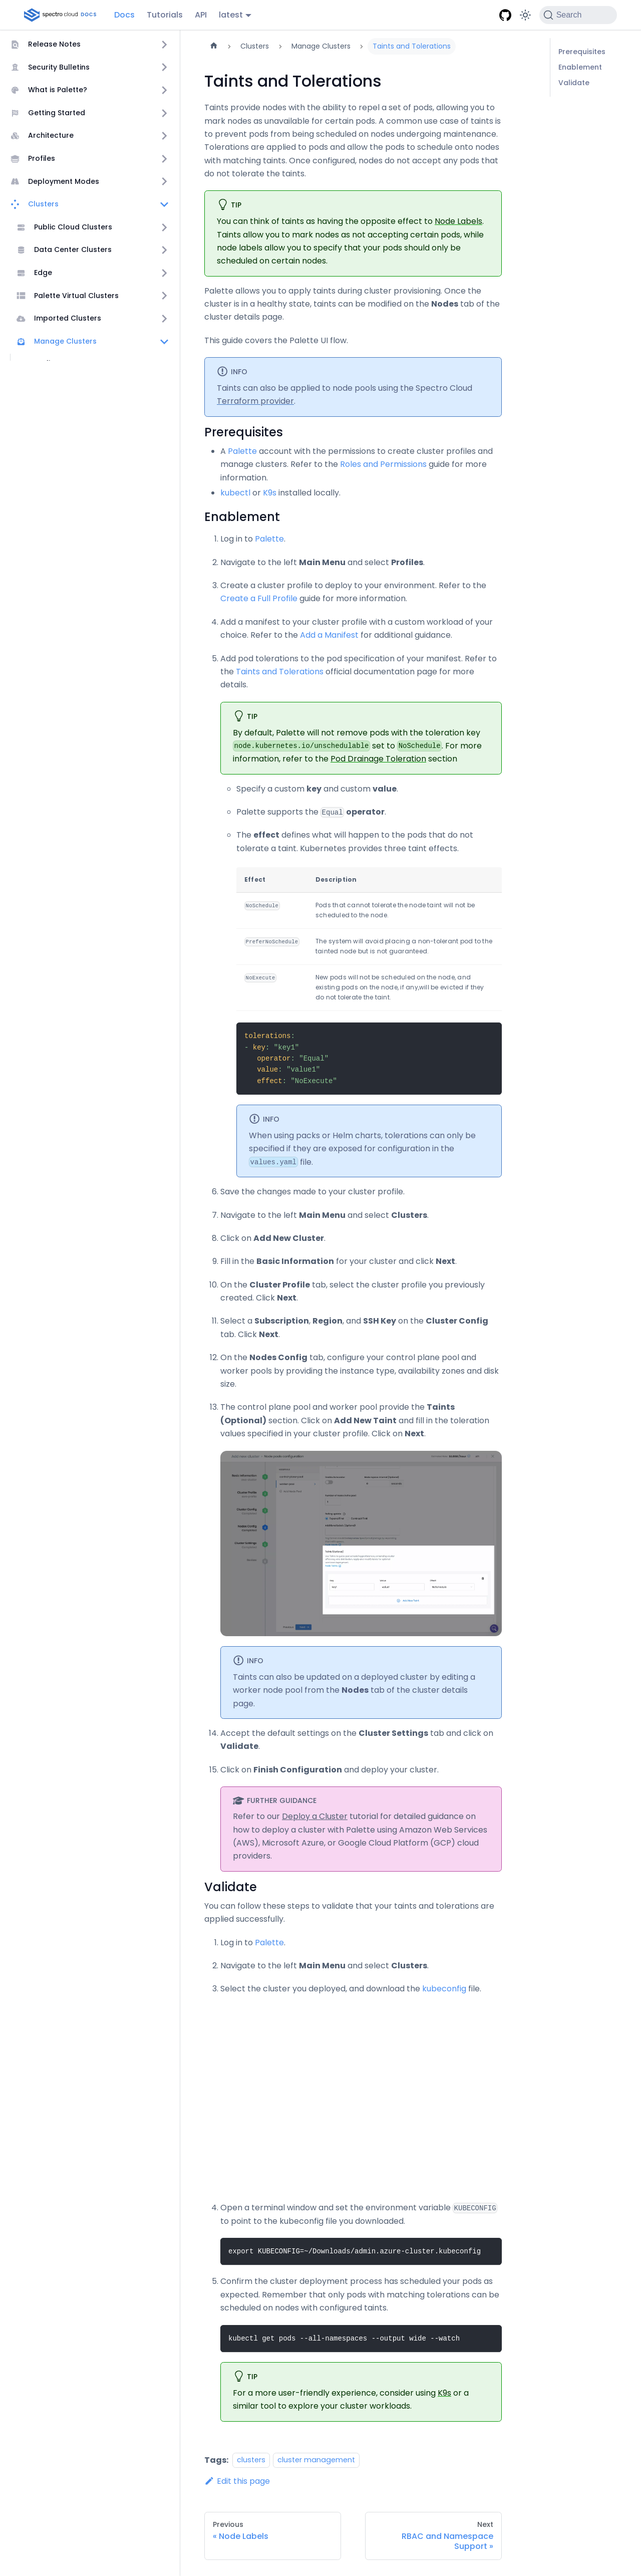 spectro cloud DOCS
Docs
Tutorials
API
latest
Search
Release Notes
Security Bulletins
What is Palette?
Getting Started
Architecture
Profiles
Deployment Modes
Clusters
Public Cloud Clusters
Data Center Clusters
Edge
Palette Virtual Clusters
Imported Clusters
Manage Clusters
Clusters
Manage Clusters
Taints and Tolerations
Prerequisites
Enablement
Validate
Taints and Tolerations
Taints provide nodes with the ability to repel a set of pods, allowing you to
mark nodes as unavailable for certain pods. A common use case of taints is
to prevent pods from being scheduled on nodes undergoing maintenance.
Tolerations are applied to pods and allow the pods to schedule onto nodes
with matching taints. Once configured, nodes do not accept any pods that
do not tolerate the taints.
TIP
You can think of taints as having the opposite effect to Node Labels.
Taints allow you to mark nodes as not accepting certain pods, while
node labels allow you to specify that your pods should only be
scheduled on certain nodes.
Palette allows you to apply taints during cluster provisioning. Once the
cluster is in a healthy state, taints can be modified on the Nodes tab of the
cluster details page.
This guide covers the Palette UI flow.
INFO
Taints can also be applied to node pools using the Spectro Cloud
Terraform provider.
Prerequisites
A Palette account with the permissions to create cluster profiles and
manage clusters. Refer to the Roles and Permissions guide for more
information.
kubectl or K9s installed locally.
Enablement
1. Log in to Palette.
2. Navigate to the left Main Menu and select Profiles.
3. Create a cluster profile to deploy to your environment. Refer to the
Create a Full Profile guide for more information.
4. Add a manifest to your cluster profile with a custom workload of your
choice. Refer to the Add a Manifest for additional guidance.
5. Add pod tolerations to the pod specification of your manifest. Refer to
the Taints and Tolerations official documentation page for more
details.
TIP
By default, Palette will not remove pods with the toleration key
node.kubernetes.io/unschedulable set to NoSchedule. For more
information, refer to the Pod Drainage Toleration section
Specify a custom key and custom value.
Palette supports the Equal operator.
The effect defines what will happen to the pods that do not
tolerate a taint. Kubernetes provides three taint effects.
Effect Description
NoSchedule Pods that cannot tolerate the node taint will not be
scheduled to the node.
PreferNoSchedule The system will avoid placing a non-tolerant pod to the
tainted node but is not guaranteed.
NoExecute New pods will not be scheduled on the node, and
existing pods on the node, if any,will be evicted if they
do not tolerate the taint.
tolerations:
- key: "key1"
operator: "Equal"
value: "value1"
effect: "NoExecute"
INFO
When using packs or Helm charts, tolerations can only be
specified if they are exposed for configuration in the
values.yaml file.
6. Save the changes made to your cluster profile.
7. Navigate to the left Main Menu and select Clusters.
8. Click on Add New Cluster.
9. Fill in the Basic Information for your cluster and click Next.
10. On the Cluster Profile tab, select the cluster profile you previously
created. Click Next.
11. Select a Subscription, Region, and SSH Key on the Cluster Config
tab. Click Next.
12. On the Nodes Config tab, configure your control plane pool and
worker pools by providing the instance type, availability zones and disk
size.
13. The control plane pool and worker pool provide the Taints
(Optional) section. Click on Add New Taint and fill in the toleration
values specified in your cluster profile. Click on Next.
INFO
Taints can also be updated on a deployed cluster by editing a
worker node pool from the Nodes tab of the cluster details
page.
14. Accept the default settings on the Cluster Settings tab and click on
Validate.
15. Click on Finish Configuration and deploy your cluster.
FURTHER GUIDANCE
Refer to our Deploy a Cluster tutorial for detailed guidance on
how to deploy a cluster with Palette using Amazon Web Services
(AWS), Microsoft Azure, or Google Cloud Platform (GCP) cloud
providers.
Validate
You can follow these steps to validate that your taints and tolerations are
applied successfully.
1. Log in to Palette.
2. Navigate to the left Main Menu and select Clusters.
3. Select the cluster you deployed, and download the kubeconfig file.
4. Open a terminal window and set the environment variable KUBECONFIG
to point to the kubeconfig file you downloaded.
export KUBECONFIG=~/Downloads/admin.azure-cluster.kubeconfig
5. Confirm the cluster deployment process has scheduled your pods as
expected. Remember that only pods with matching tolerations can be
scheduled on nodes with configured taints.
kubectl get pods --all-namespaces --output wide --watch
TIP
For a more user-friendly experience, consider using K9s or a
similar tool to explore your cluster workloads.
Tags: clusters cluster management
Edit this page
Previous
« Node Labels
Next
RBAC and Namespace
Support »